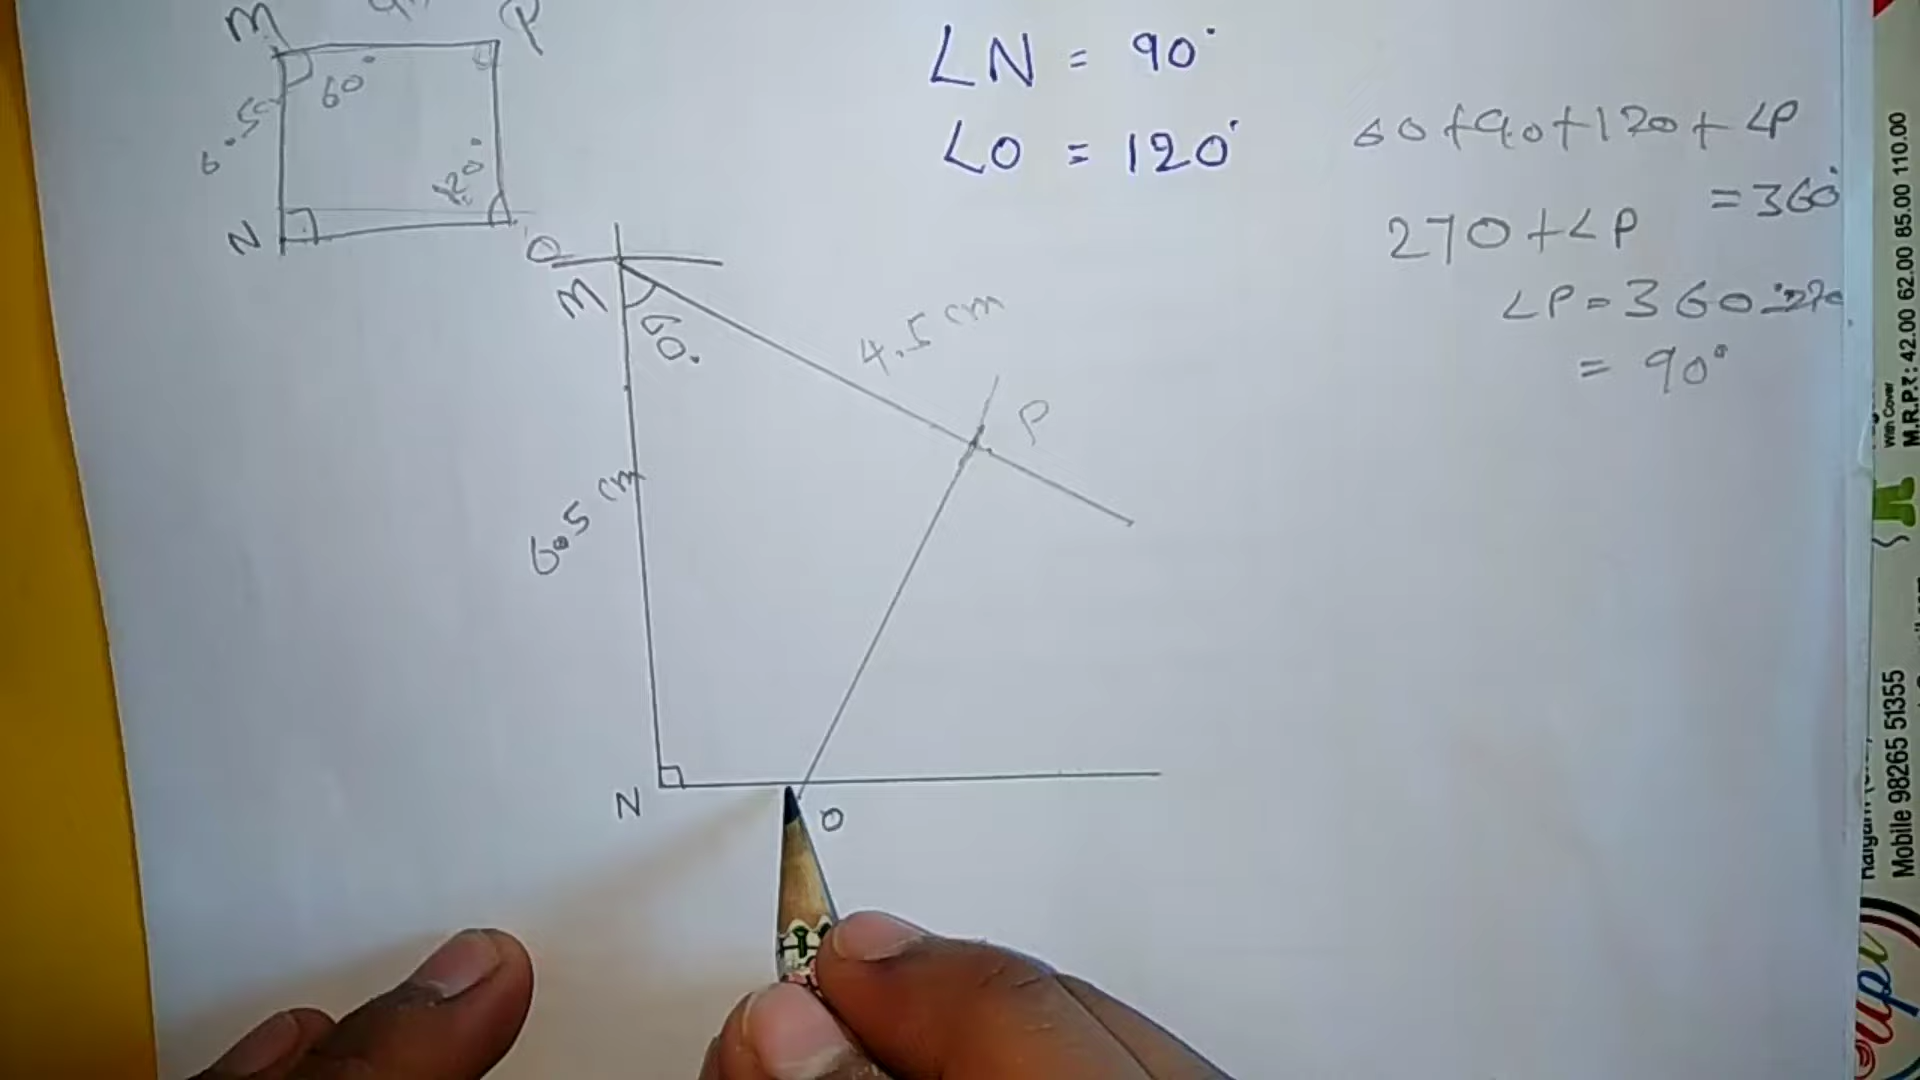 M
P
60°
6.5
120°
N
O
∠N = 90°
∠O = 120°
60+90+120+∠P
= 360°
270+∠P
∠P = 360°-270
= 90°
M
60°
4.5 cm
P
6.5 cm
N
O
With Cover
M.R.P.₹: 42.00 62.00 85.00 110.00
Mobile 98265 51355